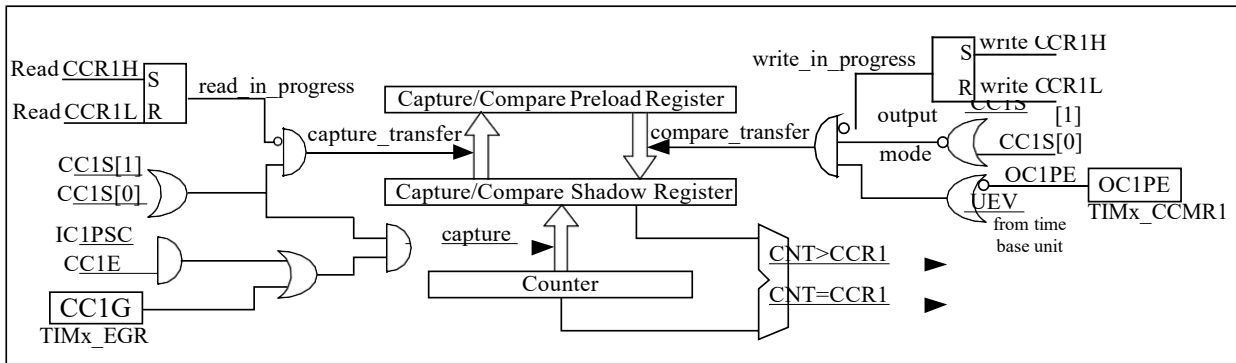 Read CCR1H
S
read_in_progress
Read CCR1L
R
CC1S[1]
CC1S[0]
IC1PSC
CC1E
CC1G
TIMx_EGR
Capture/Compare Preload Register
capture_transfer
compare_transfer
Capture/Compare Shadow Register
capture
Counter
CNT>CCR1
CNT=CCR1
write_in_progress
S
write CCR1H
R
write CCR1L
output
mode
CC1S
[1]
CC1S[0]
OC1PE
OC1PE
TIMx_CCMR1
UEV
from time
base unit